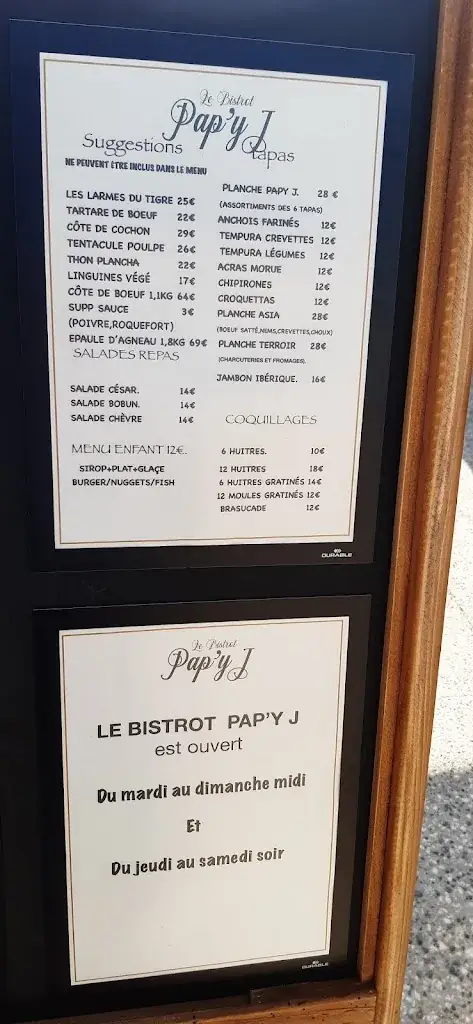 Le Bistrot
Pap'y J
Suggestions
NE PEUVENT ÊTRE INCLUS DANS LE MENU
LES LARMES DU TIGRE 25€
TARTARE DE BOEUF 22€
CÔTE DE COCHON 29€
TENTACULE POULPE 26€
THON PLANCHA 22€
LINGUINES VÉGÉ 17€
CÔTE DE BOEUF 1,1KG 64€
SUPP SAUCE 3€
(POIVRE,ROQUEFORT)
EPAULE D'AGNEAU 1,8KG 69€
SALADES REPAS
SALADE CÉSAR. 14€
SALADE BOBUN. 14€
SALADE CHÈVRE 14€
MENU ENFANT 12€.
SIROP+PLAT+GLAÇE
BURGER/NUGGETS/FISH
tapas
PLANCHE PAPY J. 28 €
(ASSORTIMENTS DES 6 TAPAS)
ANCHOIS FARINÉS 12€
TEMPURA CREVETTES 12€
TEMPURA LÉGUMES 12€
ACRAS MORUE 12€
CHIPIRONES 12€
CROQUETTAS 12€
PLANCHE ASIA 28€
(BOEUF SATTÉ,NEMS,CREVETTES,CHOUX)
PLANCHE TERROIR 28€
(CHARCUTERIES ET FROMAGES).
JAMBON IBÉRIQUE. 16€
COQUILLAGES
6 HUITRES. 10€
12 HUITRES 18€
6 HUITRES GRATINÉS 14€
12 MOULES GRATINÉS 12€
BRASUCADE 12€
DURABLE
Le Bistrot
Pap'y J
LE BISTROT PAP'Y J
est ouvert
Du mardi au dimanche midi
Et
Du jeudi au samedi soir
DURABLE